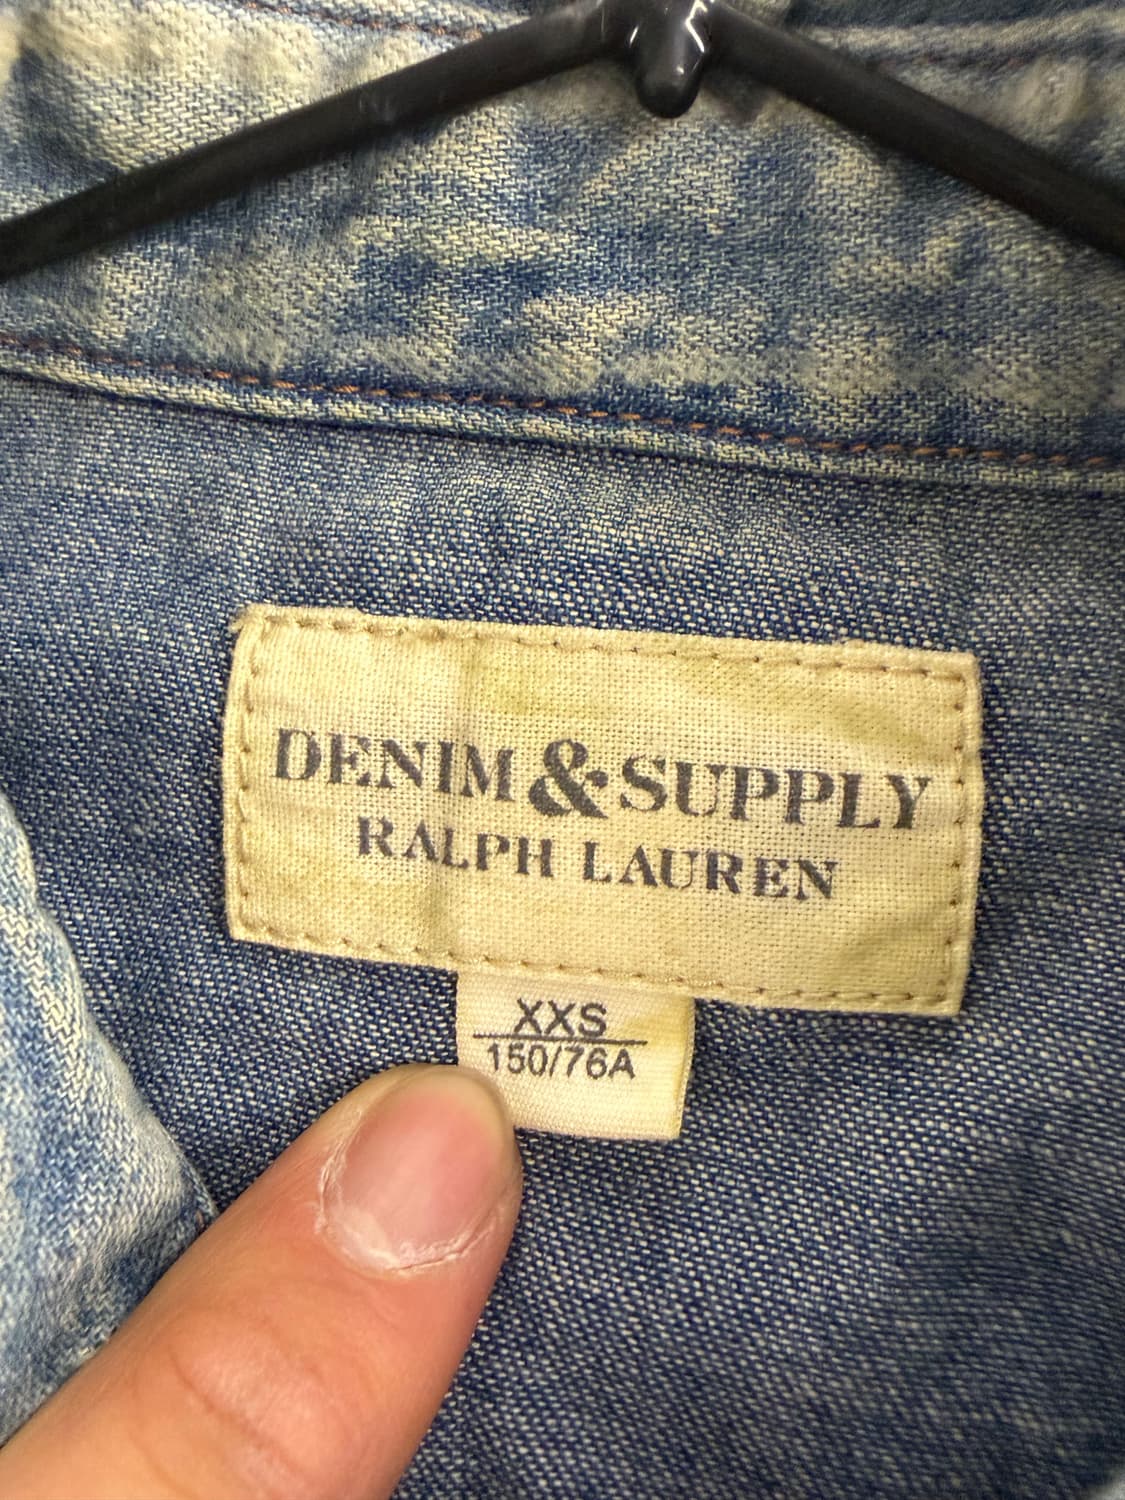 DENIM & SUPPLY
RALPH LAUREN
XXS
150/76A